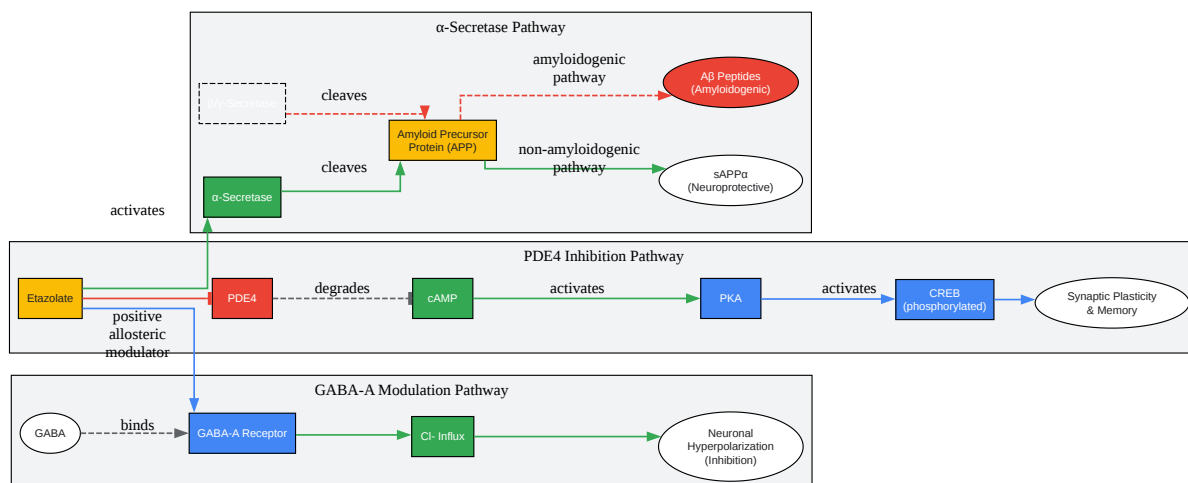 α-Secretase Pathway
amyloidogenic
pathway
Aβ Peptides
(Amyloidogenic)
β/γ-Secretase
cleaves
Amyloid Precursor
Protein (APP)
non-amyloidogenic
pathway
cleaves
sAPPα
(Neuroprotective)
α-Secretase
activates
PDE4 Inhibition Pathway
Etazolate
PDE4
degrades
cAMP
activates
PKA
activates
CREB
(phosphorylated)
Synaptic Plasticity
& Memory
positive
allosteric
modulator
GABA-A Modulation Pathway
GABA
binds
GABA-A Receptor
Cl- Influx
Neuronal
Hyperpolarization
(Inhibition)